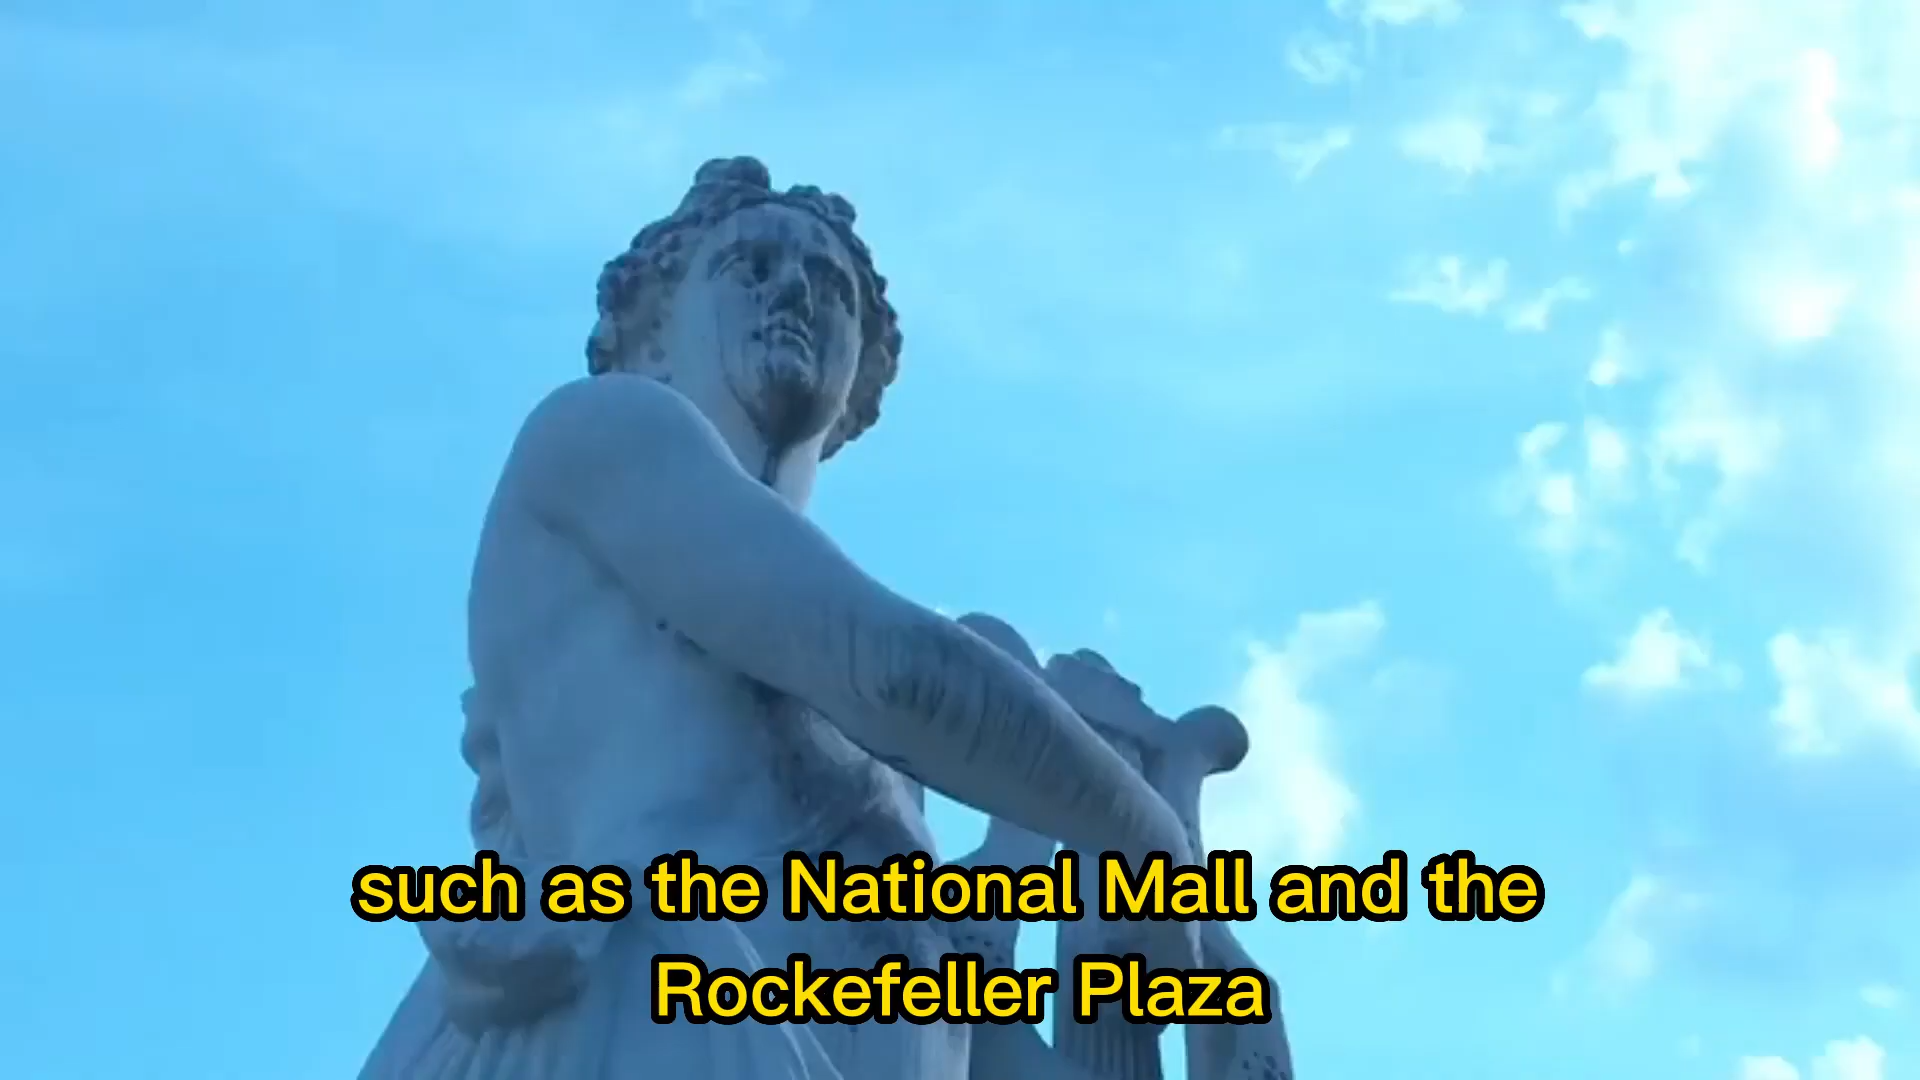 such as the National Mall and the
Rockefeller Plaza